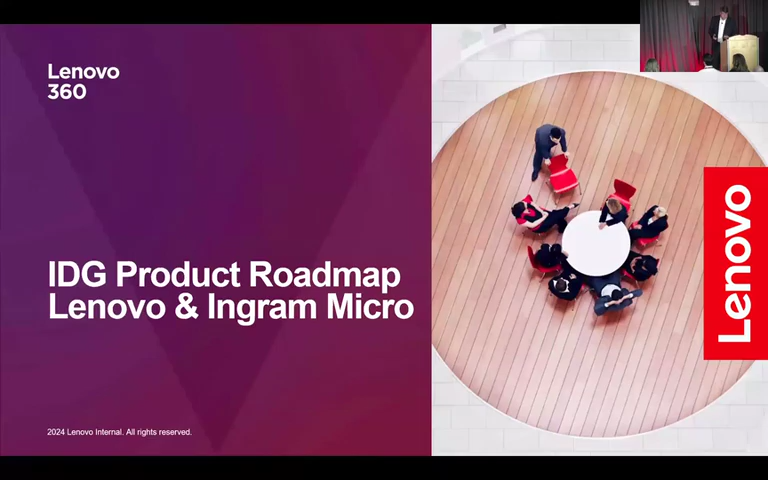 Lenovo
360
IDG Product Roadmap
Lenovo & Ingram Micro
2024 Lenovo Internal. All rights reserved.
Lenovo